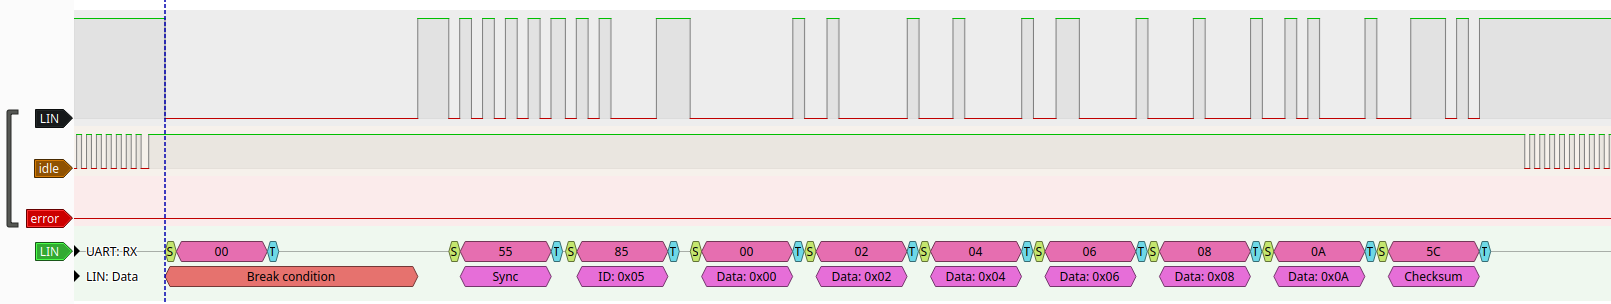 LIN
idle
error
LIN UART: RX S 00 T S 55 T S 85 T S 00 T S 02 T S 04 T S 06 T S 08 T S 0A T S 5C T
LIN: Data Break condition Sync ID: 0x05 Data: 0x00 Data: 0x02 Data: 0x04 Data: 0x06 Data: 0x08 Data: 0x0A Checksum